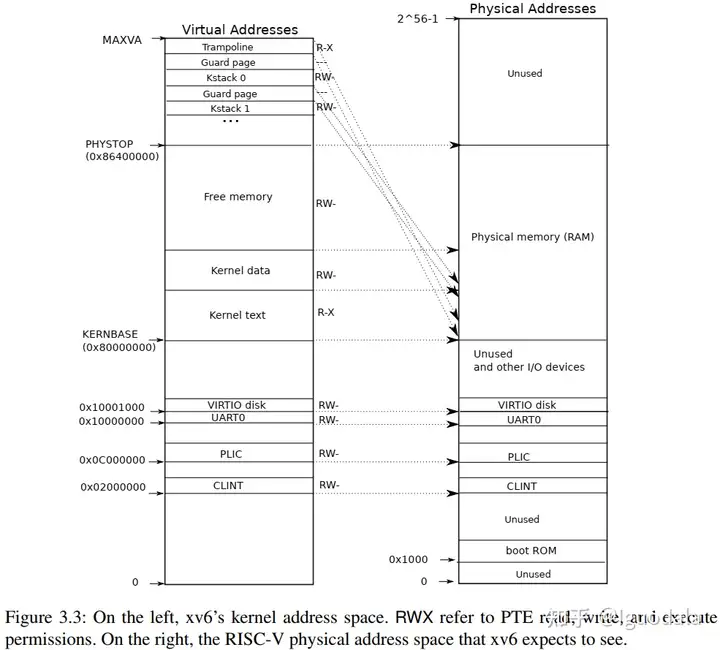 Virtual Addresses
MAXVA
Trampoline
R-X
Guard page
---
Kstack 0
RW-
Guard page
---
Kstack 1
RW-
...
PHYSTOP
(0x86400000)
Free memory
RW-
Kernel data
RW-
Kernel text
R-X
KERNBASE
(0x80000000)
0x10001000
VIRTIO disk
RW-
0x10000000
UART0
RW-
0x0C000000
PLIC
RW-
0x02000000
CLINT
RW-
0
Physical Addresses
2^56-1
Unused
Physical memory (RAM)
Unused
and other I/O devices
VIRTIO disk
UART0
PLIC
CLINT
Unused
boot ROM
0x1000
Unused
0
Figure 3.3: On the left, xv6's kernel address space. RWX refer to PTE read, write, and execute
permissions. On the right, the RISC-V physical address space that xv6 expects to see.